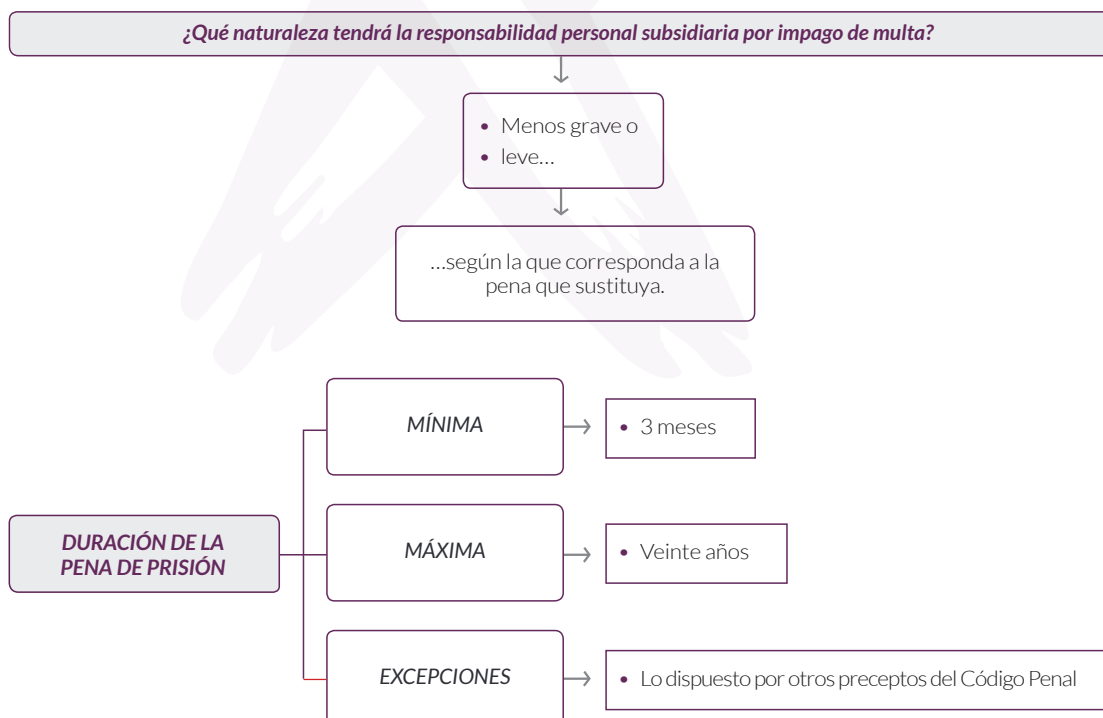 ¿Qué naturaleza tendrá la responsabilidad personal subsidiaria por impago de multa?
• Menos grave o
• leve...
...según la que corresponda a la
pena que sustituya.
DURACIÓN DE LA
PENA DE PRISIÓN
MÍNIMA
• 3 meses
MÁXIMA
• Veinte años
EXCEPCIONES
• Lo dispuesto por otros preceptos del Código Penal